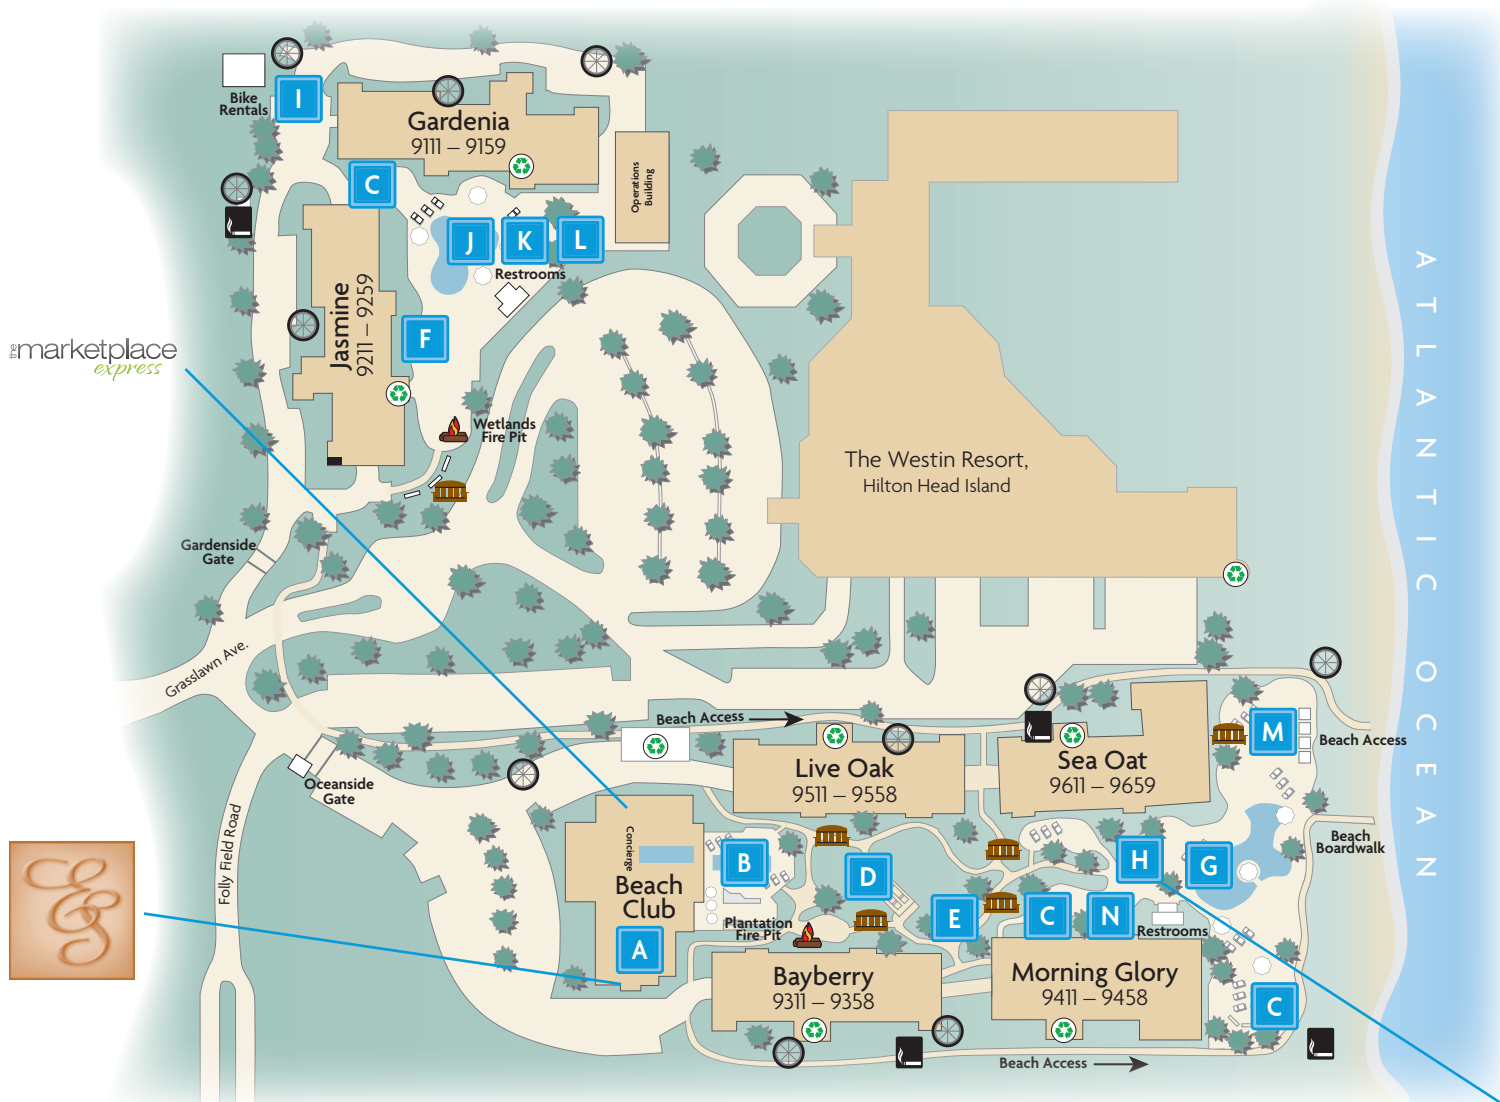 Bike
Rentals
I
Gardenia
9111 – 9159
Operations
Building
C
J
K
L
Restrooms
Jasmine
9211 – 9259
F
the marketplace
express
Wetlands
Fire Pit
The Westin Resort,
Hilton Head Island
ATLANTIC OCEAN
Gardenside
Gate
Grasslawn Ave.
Beach Access
Oceanside
Gate
Live Oak
9511 – 9558
Sea Oat
9611 – 9659
M
Beach Access
Folly Field Road
Concierge
Beach
Club
A
B
D
H
G
Beach
Boardwalk
E
C
N
Restrooms
Plantation
Fire Pit
Bayberry
9311 – 9358
Morning Glory
9411 – 9458
C
Beach Access